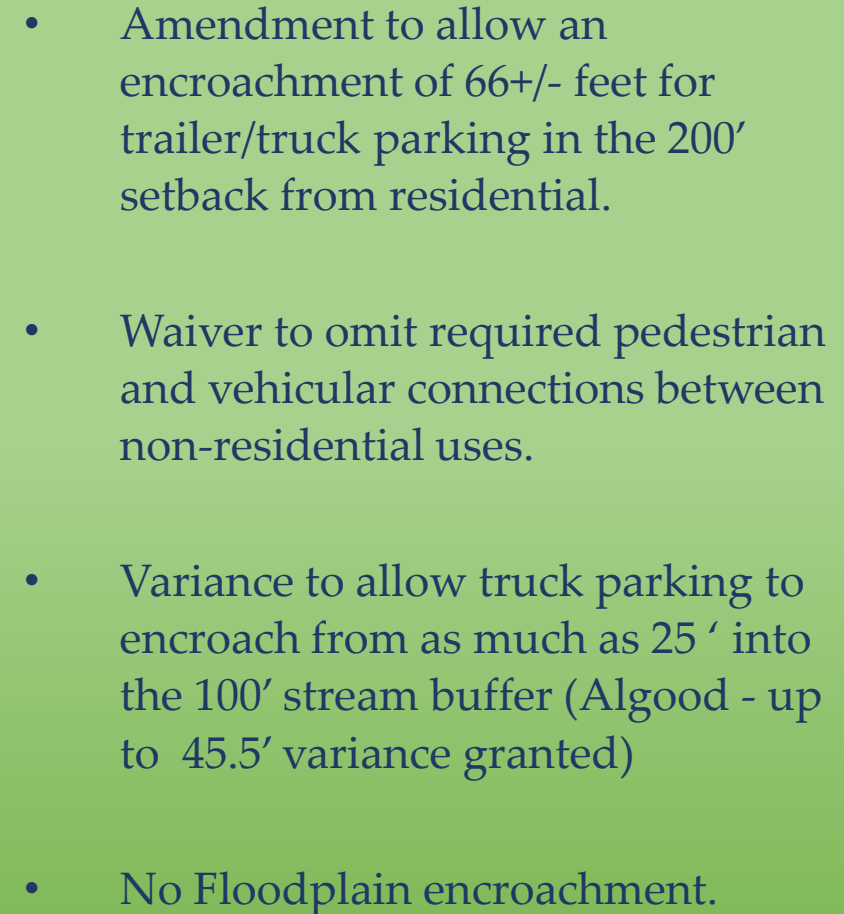 • Amendment to allow an
encroachment of 66+/- feet for
trailer/truck parking in the 200’
setback from residential.
• Waiver to omit required pedestrian
and vehicular connections between
non-residential uses.
• Variance to allow truck parking to
encroach from as much as 25 ‘ into
the 100’ stream buffer (Algood - up
to 45.5’ variance granted)
• No Floodplain encroachment.